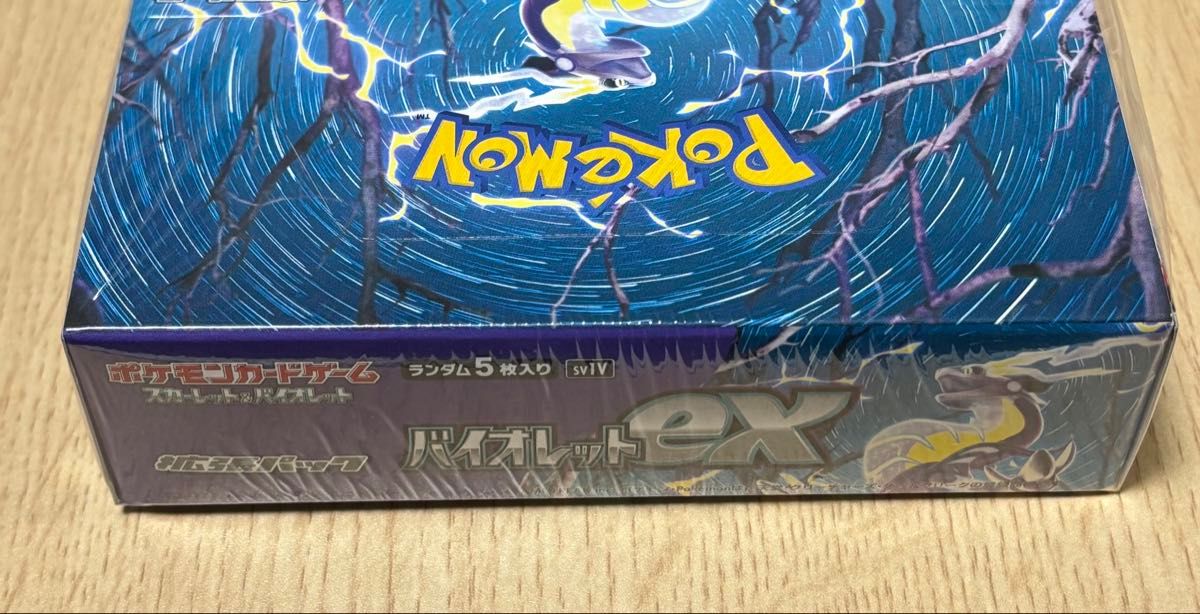 POKéMON
TM
ポケモンカードゲーム
スカーレット&バイオレット
ランダム5枚入り SV1V
拡張パック
バイオレットex